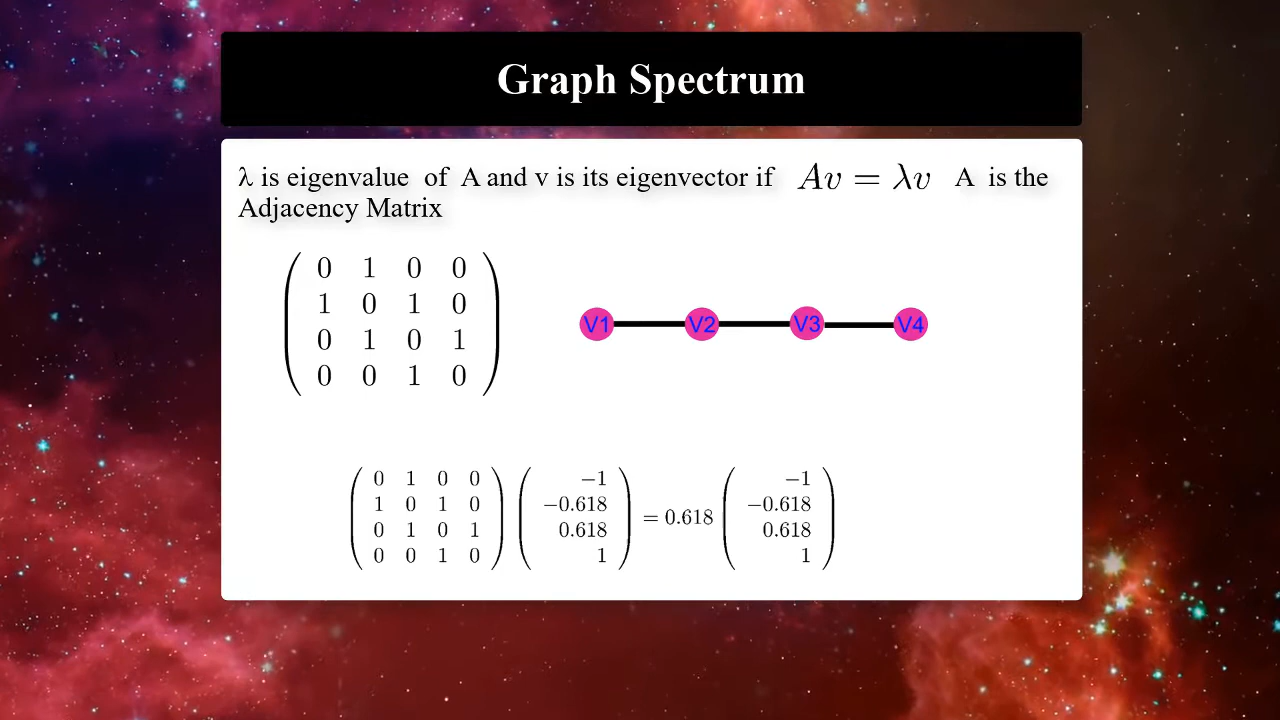 Graph Spectrum
λ is eigenvalue of A and v is its eigenvector if Av = λv A is the
Adjacency Matrix
0 1 0 0
1 0 1 0
0 1 0 1
0 0 1 0
V1 V2 V3 V4
0 1 0 0 −1 −1
1 0 1 0 −0.618 −0.618
= 0.618
0 1 0 1 0.618 0.618
0 0 1 0 1 1